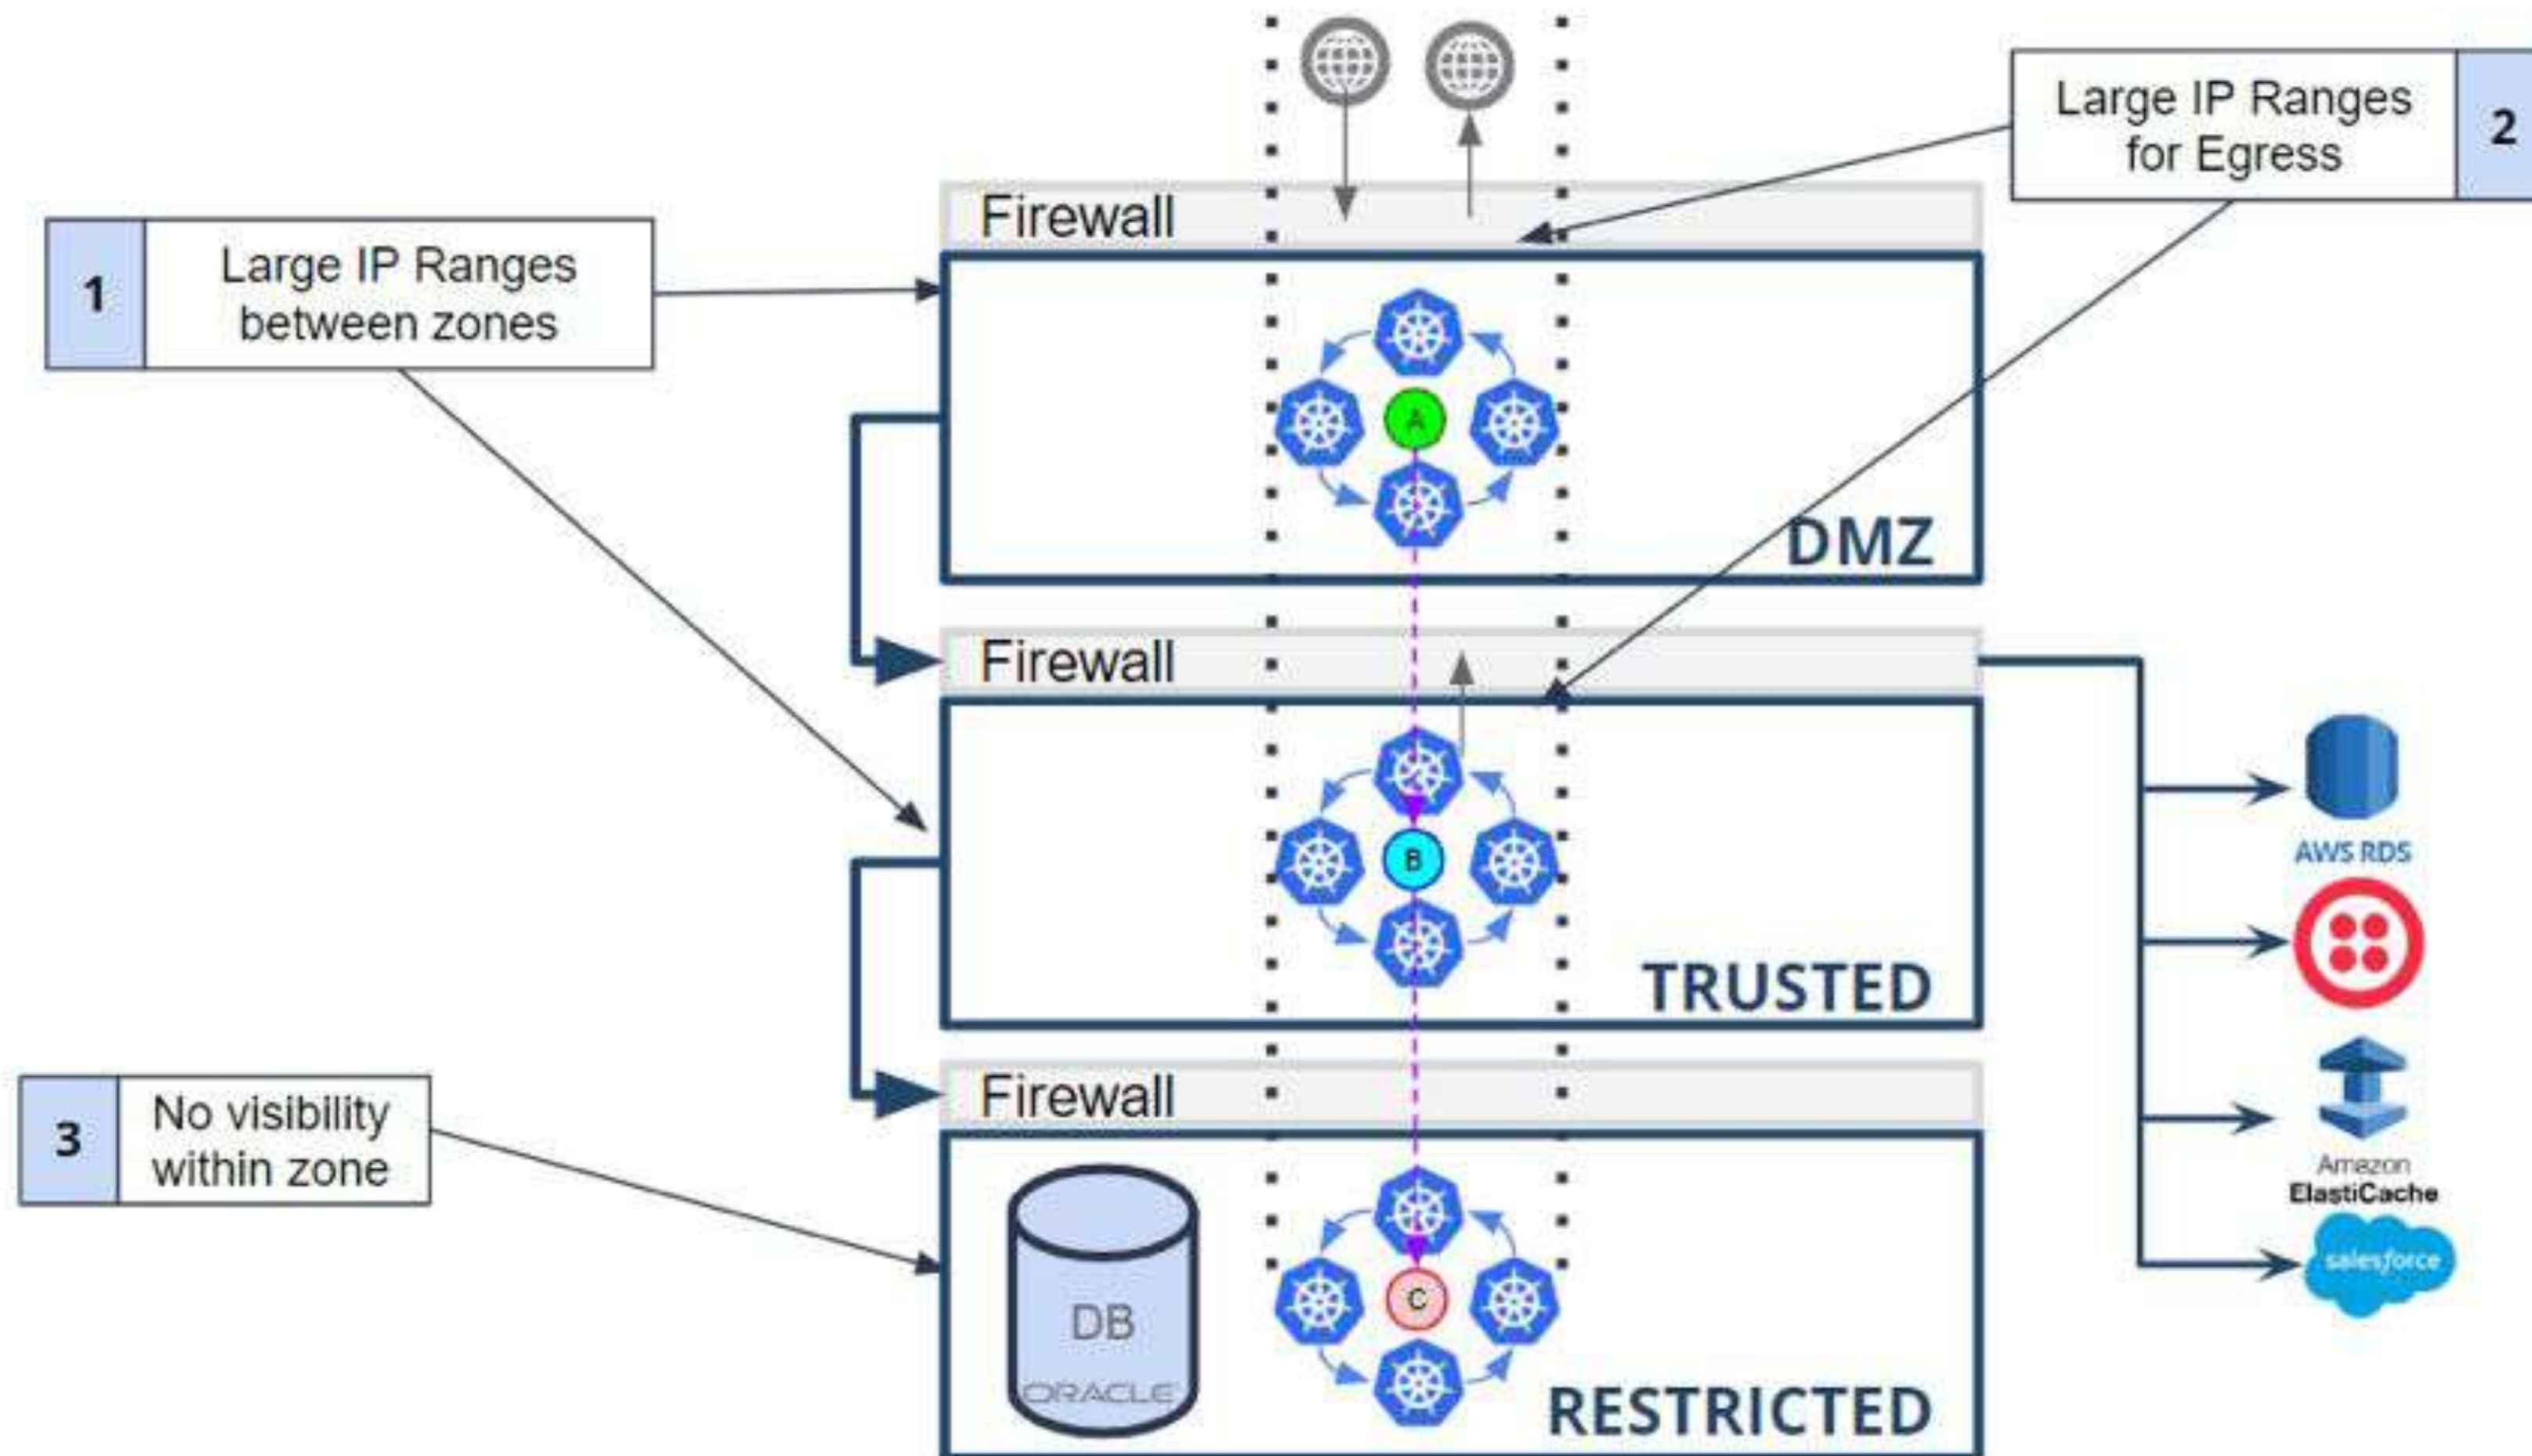 Large IP Ranges
for Egress
2
Firewall
1
Large IP Ranges
between zones
A
DMZ
Firewall
B
AWS RDS
TRUSTED
Firewall
3
No visibility
within zone
Amazon
ElastiCache
salesforce
C
DB
ORACLE
RESTRICTED